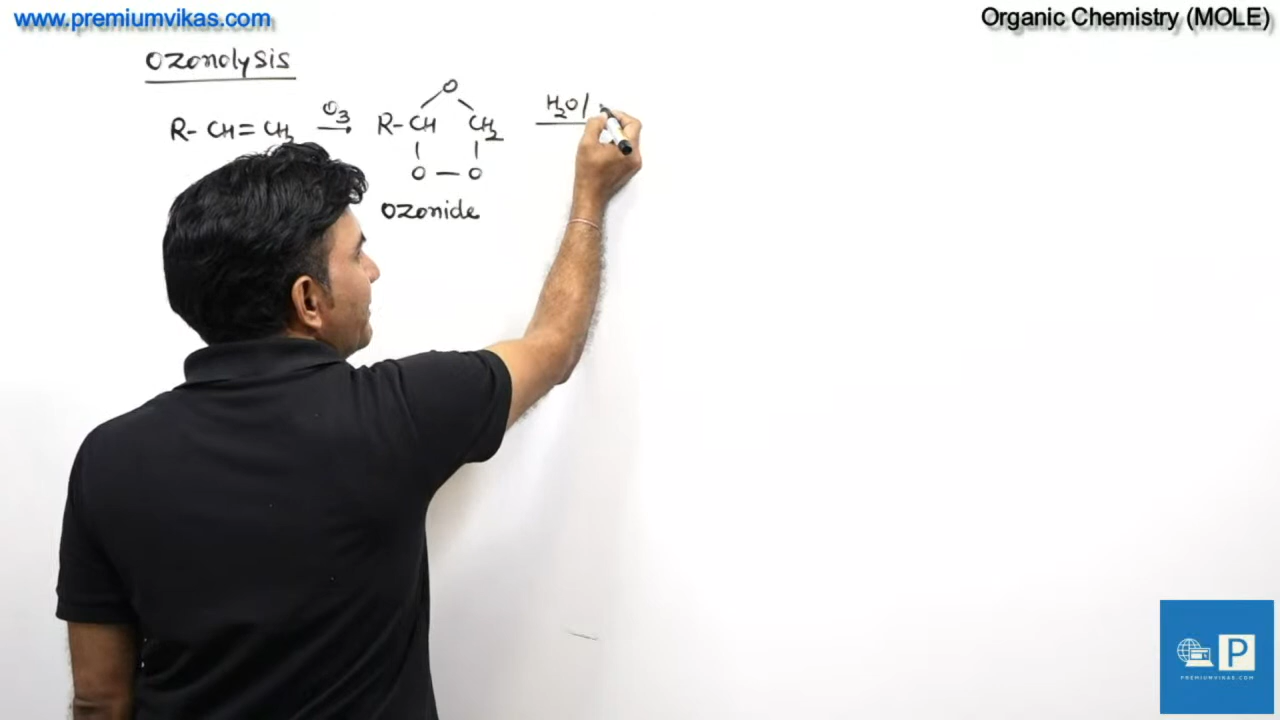 www.premiumvikas.com
Organic Chemistry (MOLE)
Ozonolysis
R-CH=CH2 O3 → R-CH CH2 O O-O H2O/
Ozonide
P
PREMIUMVIKAS.COM